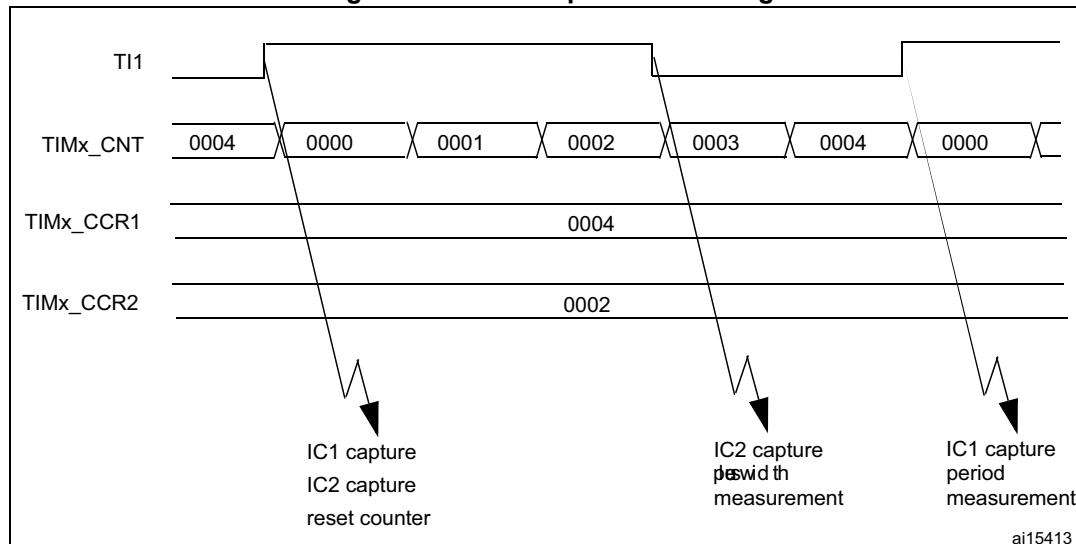 TI1
TIMx_CNT 0004 0000 0001 0002 0003 0004 0000
TIMx_CCR1 0004
TIMx_CCR2 0002
IC1 capture
IC2 capture
reset counter
IC2 capture
measurement
IC1 capture
period
measurement
ai15413